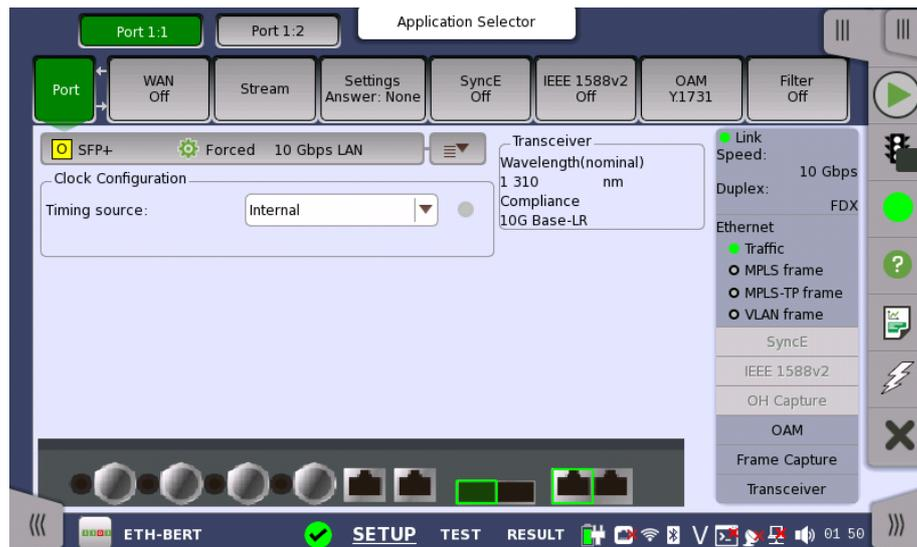 Application Selector
Port 1:1
Port 1:2
Port
WAN
Off
Stream
Settings
Answer: None
SyncE
Off
IEEE 1588v2
Off
OAM
Y.1731
Filter
Off
O SFP+
Forced 10 Gbps LAN
Clock Configuration
Timing source:
Internal
Transceiver
Wavelength(nominal)
1 310 nm
Compliance
10G Base-LR
Link
Speed:
10 Gbps
Duplex:
FDX
Ethernet
Traffic
MPLS frame
MPLS-TP frame
VLAN frame
SyncE
IEEE 1588v2
OH Capture
OAM
Frame Capture
Transceiver
ETH-BERT
SETUP
TEST
RESULT
01 50